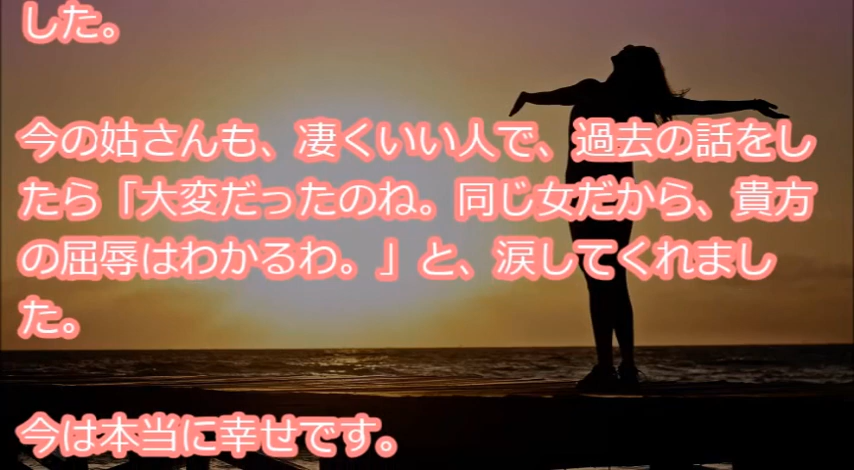 した。
今の姑さんも、凄くいい人で、過去の話をし
たら「大変だったのね。同じ女だから、貴方
の屈辱はわかるわ。」と、涙してくれまし
た。
今は本当に幸せです。